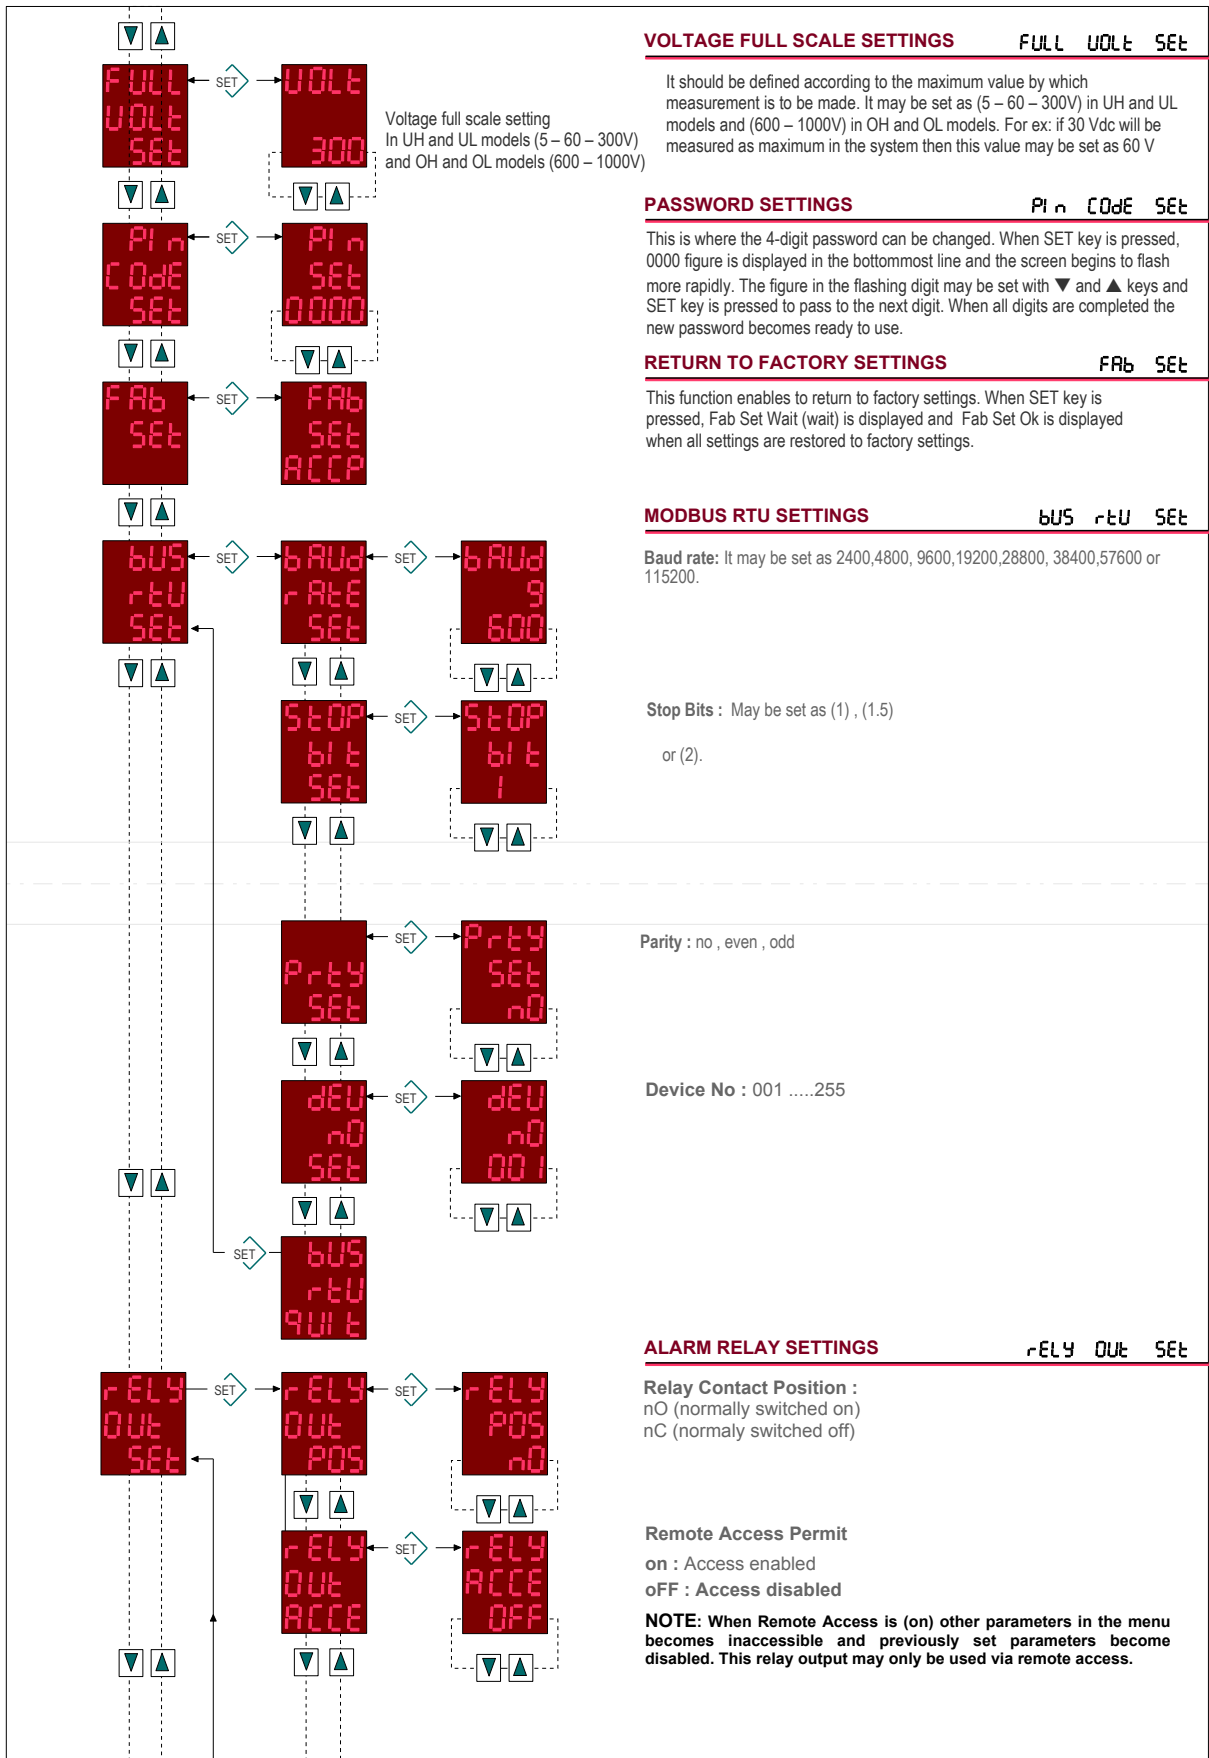 FULL
VOLt
SEt
SET
VOLt
300
Voltage full scale setting
In UH and UL models (5 – 60 – 300V)
and OH and OL models (600 – 1000V)
VOLTAGE FULL SCALE SETTINGS FULL VOLt SEt
It should be defined according to the maximum value by which
measurement is to be made. It may be set as (5 – 60 – 300V) in UH and UL
models and (600 – 1000V) in OH and OL models. For ex: if 30 Vdc will be
measured as maximum in the system then this value may be set as 60 V
PIn
COdE
SEt
SET
PIn
SEt
0000
PASSWORD SETTINGS PIn COdE SEt
This is where the 4-digit password can be changed. When SET key is pressed,
0000 figure is displayed in the bottommost line and the screen begins to flash
more rapidly. The figure in the flashing digit may be set with ▼ and ▲ keys and
SET key is pressed to pass to the next digit. When all digits are completed the
new password becomes ready to use.
FAb
SEt
SET
FAb
SEt
ACCP
RETURN TO FACTORY SETTINGS FAb SEt
This function enables to return to factory settings. When SET key is
pressed, Fab Set Wait (wait) is displayed and Fab Set Ok is displayed
when all settings are restored to factory settings.
bUS
rtU
SEt
SET
bAUd
rAtE
SEt
SET
bAUd
9
600
MODBUS RTU SETTINGS bUS rtU SEt
Baud rate: It may be set as 2400,4800, 9600,19200,28800, 38400,57600 or
115200.
StOP
bIt
SEt
SET
StOP
bIt
1
Stop Bits : May be set as (1) , (1.5)
or (2).
PrtY
SEt
SET
PrtY
SEt
nO
Parity : no , even , odd
dEV
nO
SEt
SET
dEV
nO
001
Device No : 001 .....255
SET
bUS
rtU
qUIt
ALARM RELAY SETTINGS rELY OUt SEt
rELY
OUt
SEt
SET
rELY
OUt
POS
SET
rELY
POS
nO
Relay Contact Position :
nO (normally switched on)
nC (normaly switched off)
rELY
OUt
ACCE
SET
rELY
ACCE
OFF
Remote Access Permit
on : Access enabled
oFF : Access disabled
NOTE: When Remote Access is (on) other parameters in the menu
becomes inaccessible and previously set parameters become
disabled. This relay output may only be used via remote access.